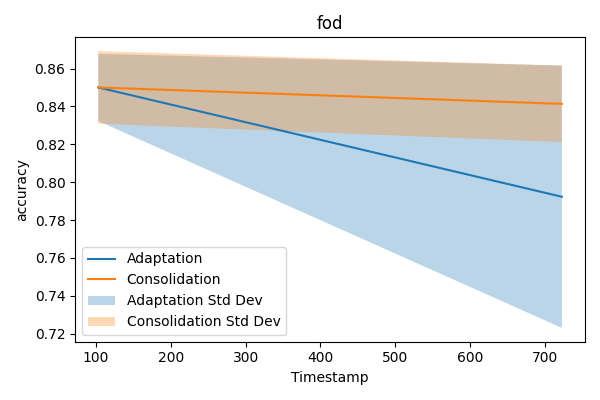 fod
accuracy
0.86
0.84
0.82
0.80
0.78
0.76
0.74
0.72
Adaptation
Consolidation
Adaptation Std Dev
Consolidation Std Dev
100 200 300 400 500 600 700
Timestamp